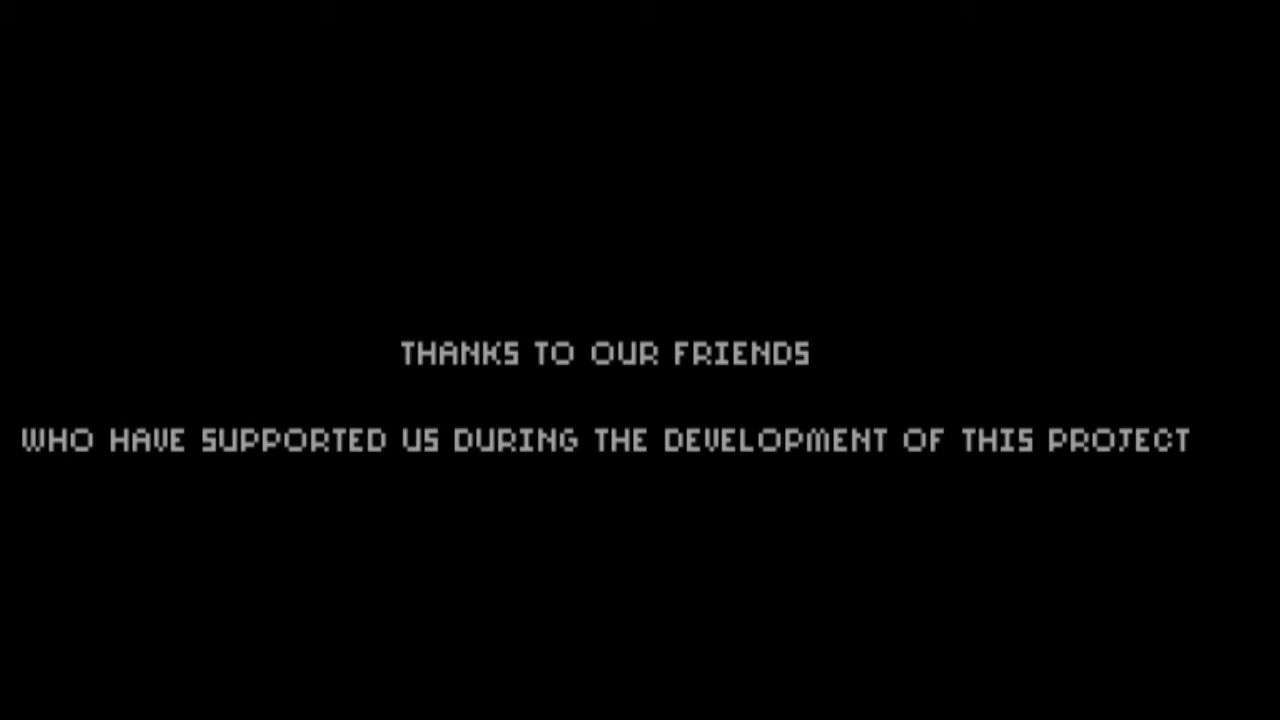 THANKS TO OUR FRIENDS
WHO HAVE SUPPORTED US DURING THE DEVELOPMENT OF THIS PROJECT